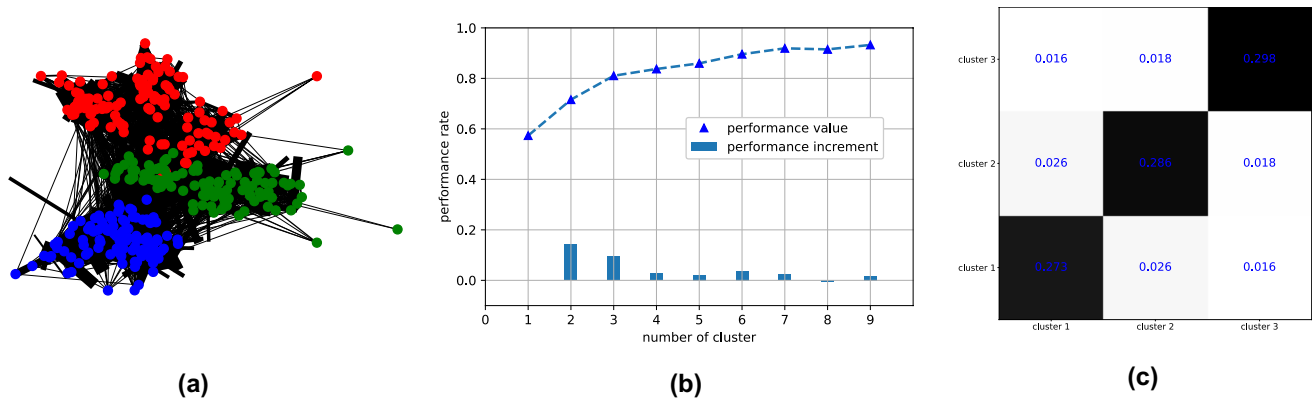 1.0
0.8
0.6
0.4
0.2
0.0
performance rate
performance value
performance increment
0 1 2 3 4 5 6 7 8 9
number of cluster
cluster 3
cluster 2
cluster 1
0.016 0.018 0.298
0.026 0.286 0.018
0.273 0.026 0.016
cluster 1 cluster 2 cluster 3
(a)
(b)
(c)